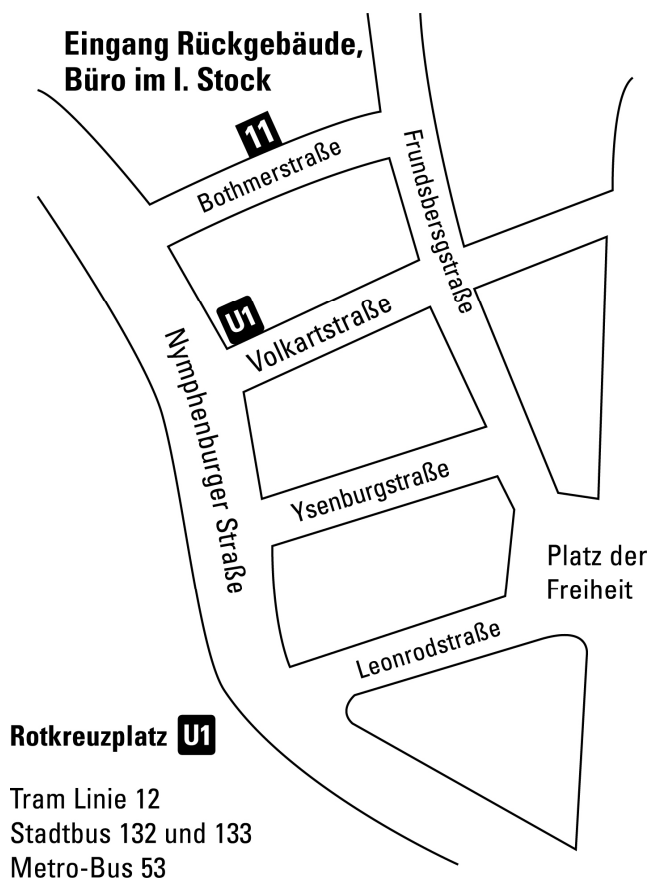 Eingang Rückgebäude,
Büro im I. Stock
11
Bothmerstraße
Frundsbersgstraße
U1
Volkartstraße
Nymphenburger Straße
Ysenburgstraße
Platz der
Freiheit
Leonrodstraße
Rotkreuzplatz U1
Tram Linie 12
Stadtbus 132 und 133
Metro-Bus 53